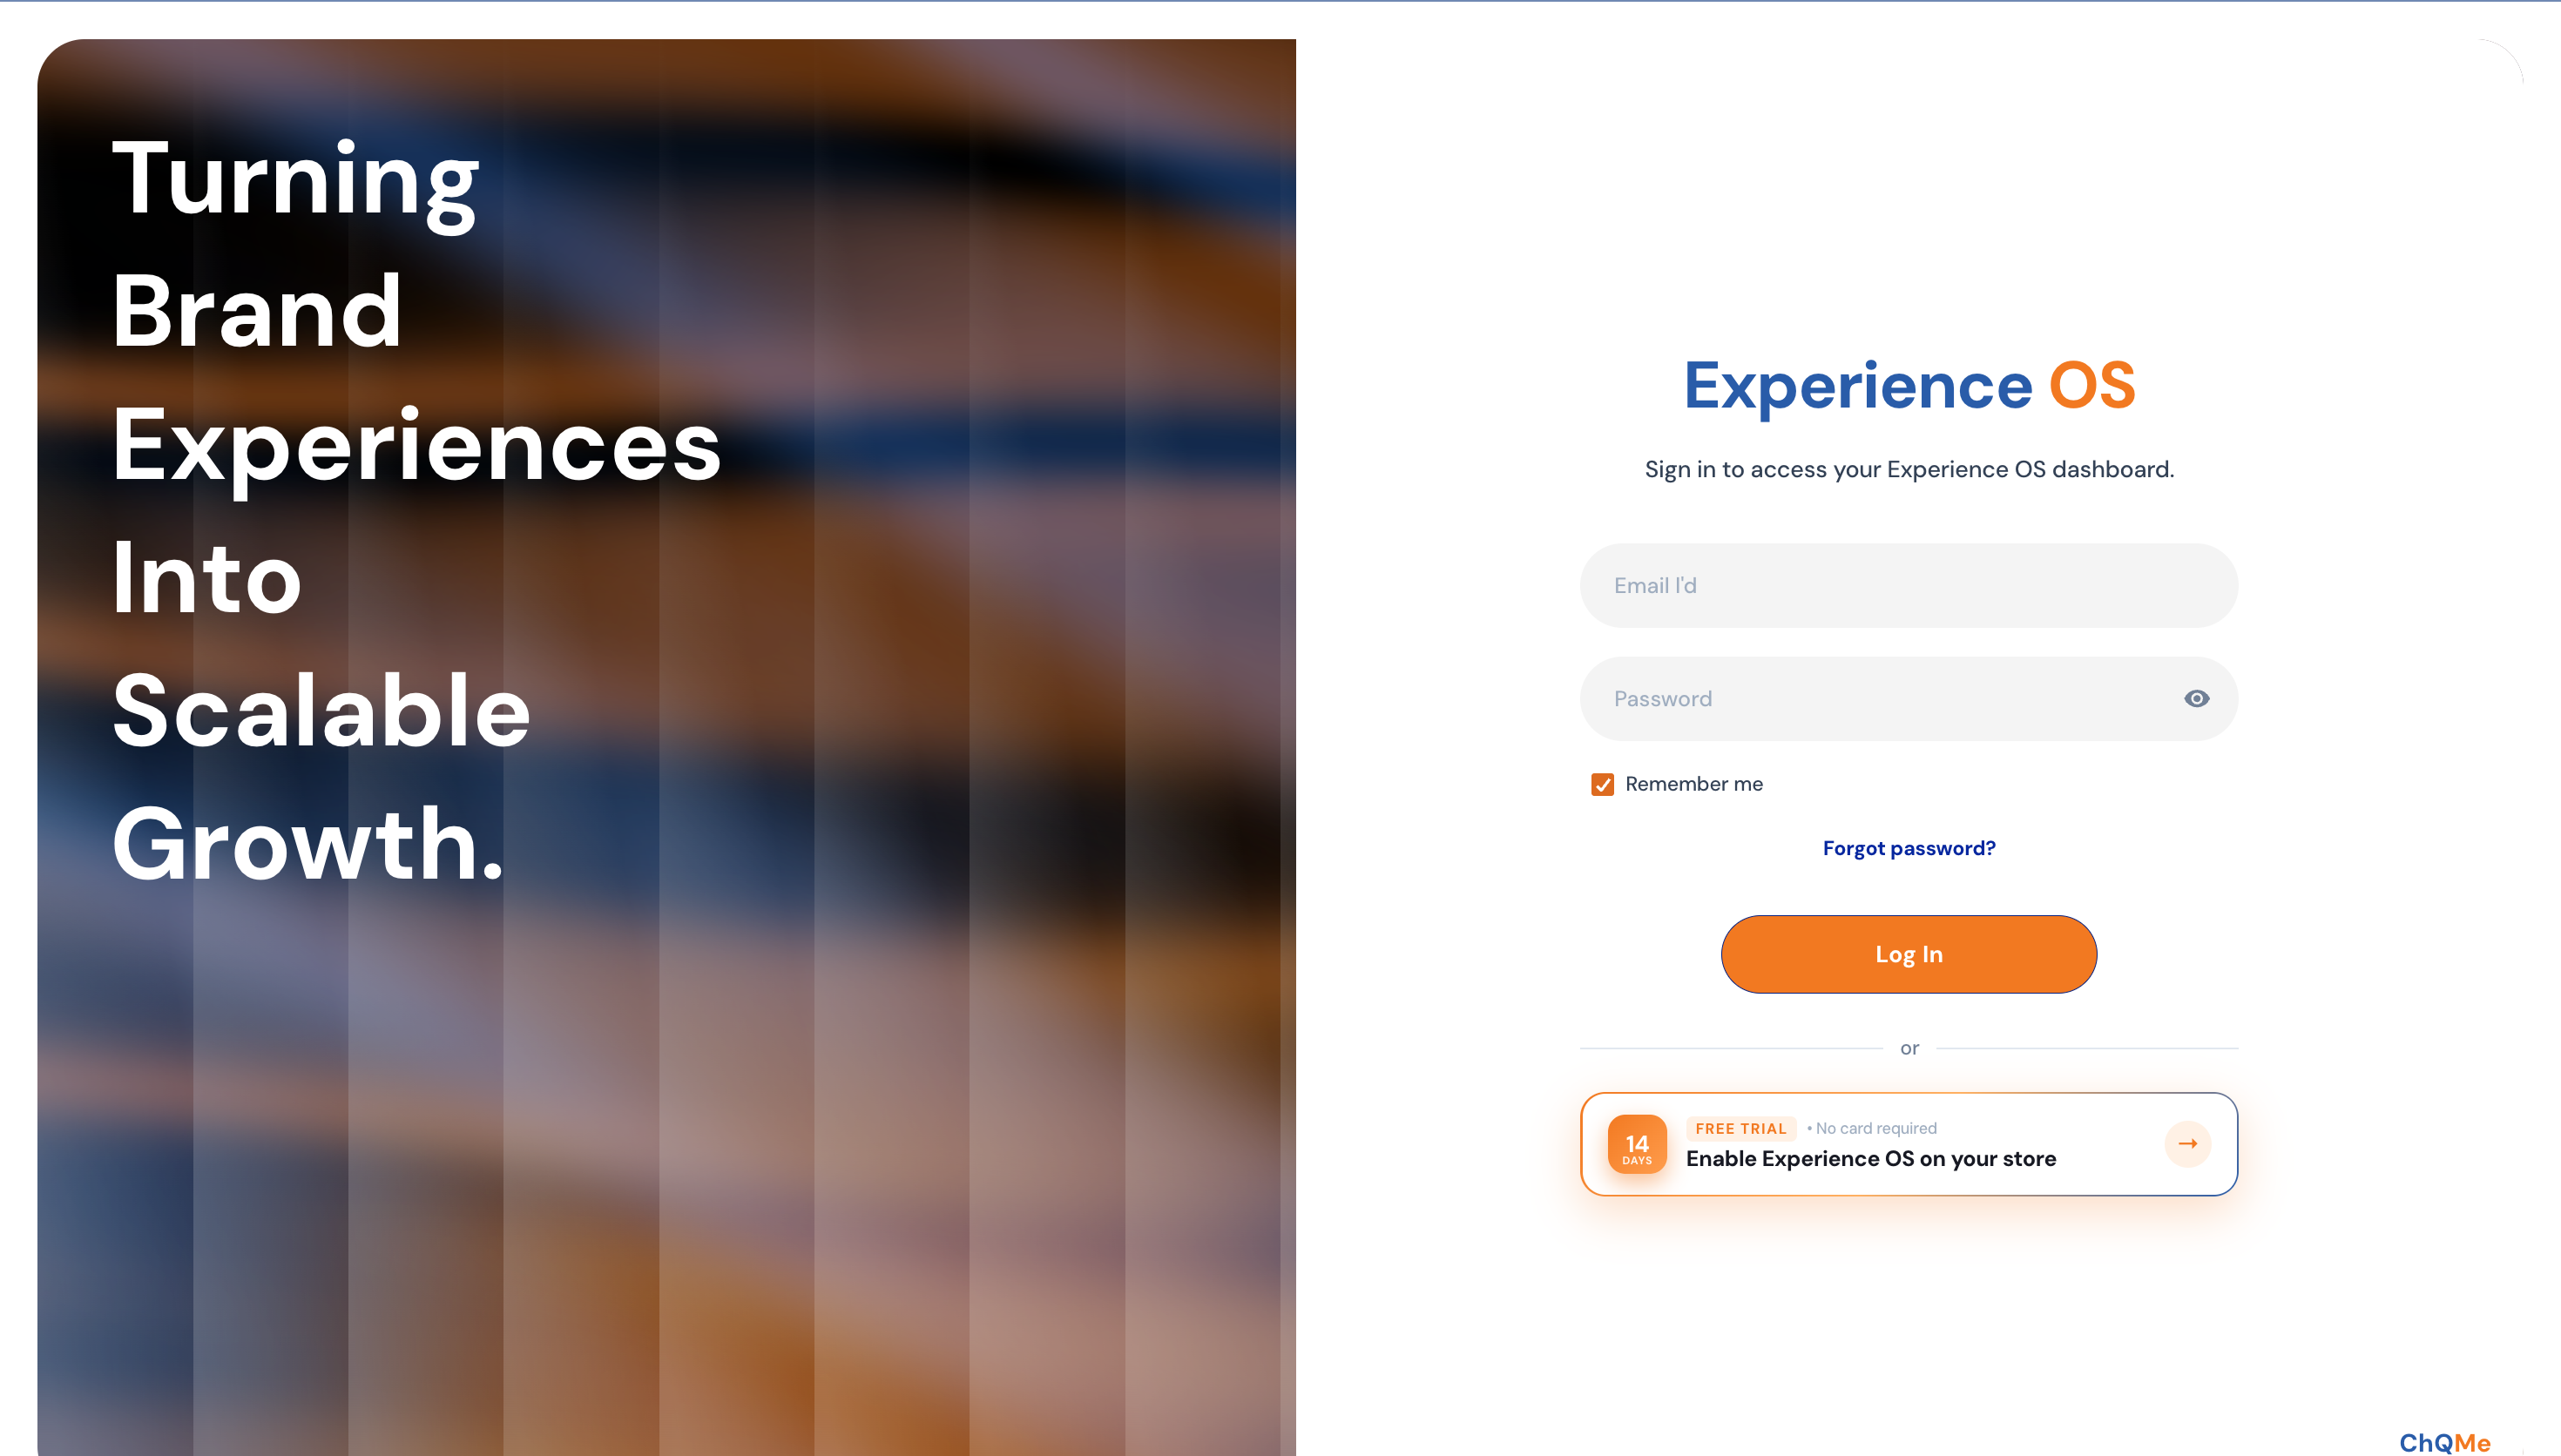 Turning
Brand
Experiences
Into
Scalable
Growth.
Experience OS
Sign in to access your Experience OS dashboard.
Email I'd
Password
Remember me
Forgot password?
Log In
or
14
DAYS
FREE TRIAL • No card required
Enable Experience OS on your store
ChQMe